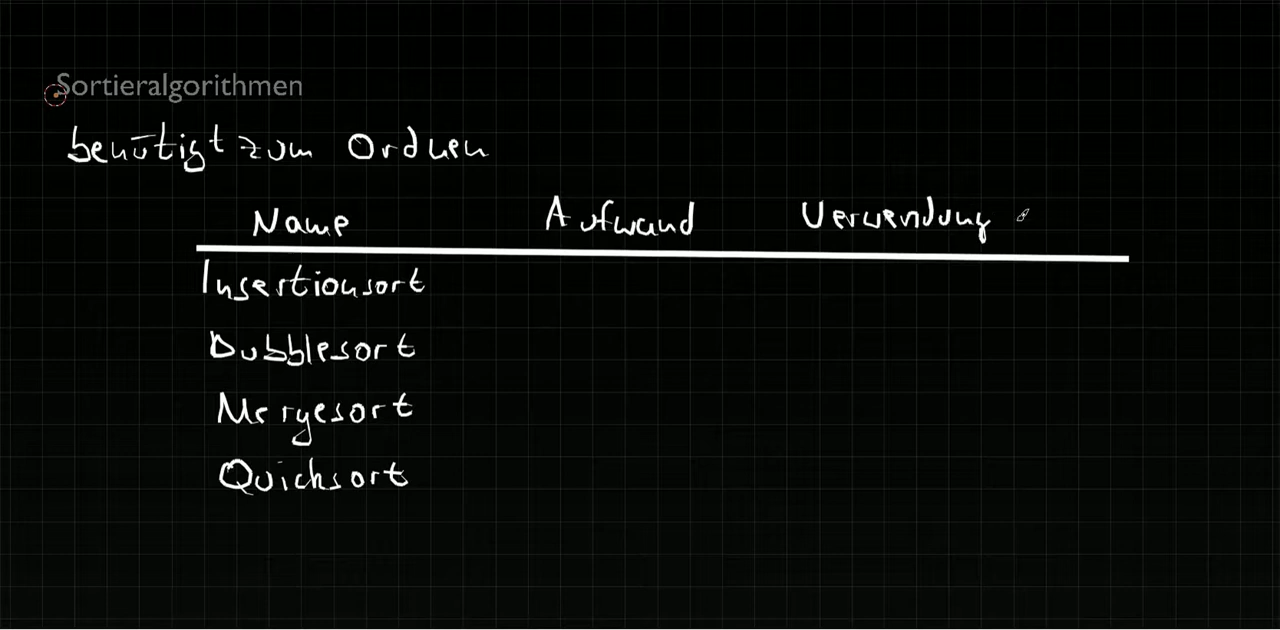 Sortieralgorithmen
benötigt zum Ordnen
Name Aufwand Verwendung
Insertionsort
Bubblesort
Mergesort
Quicksort